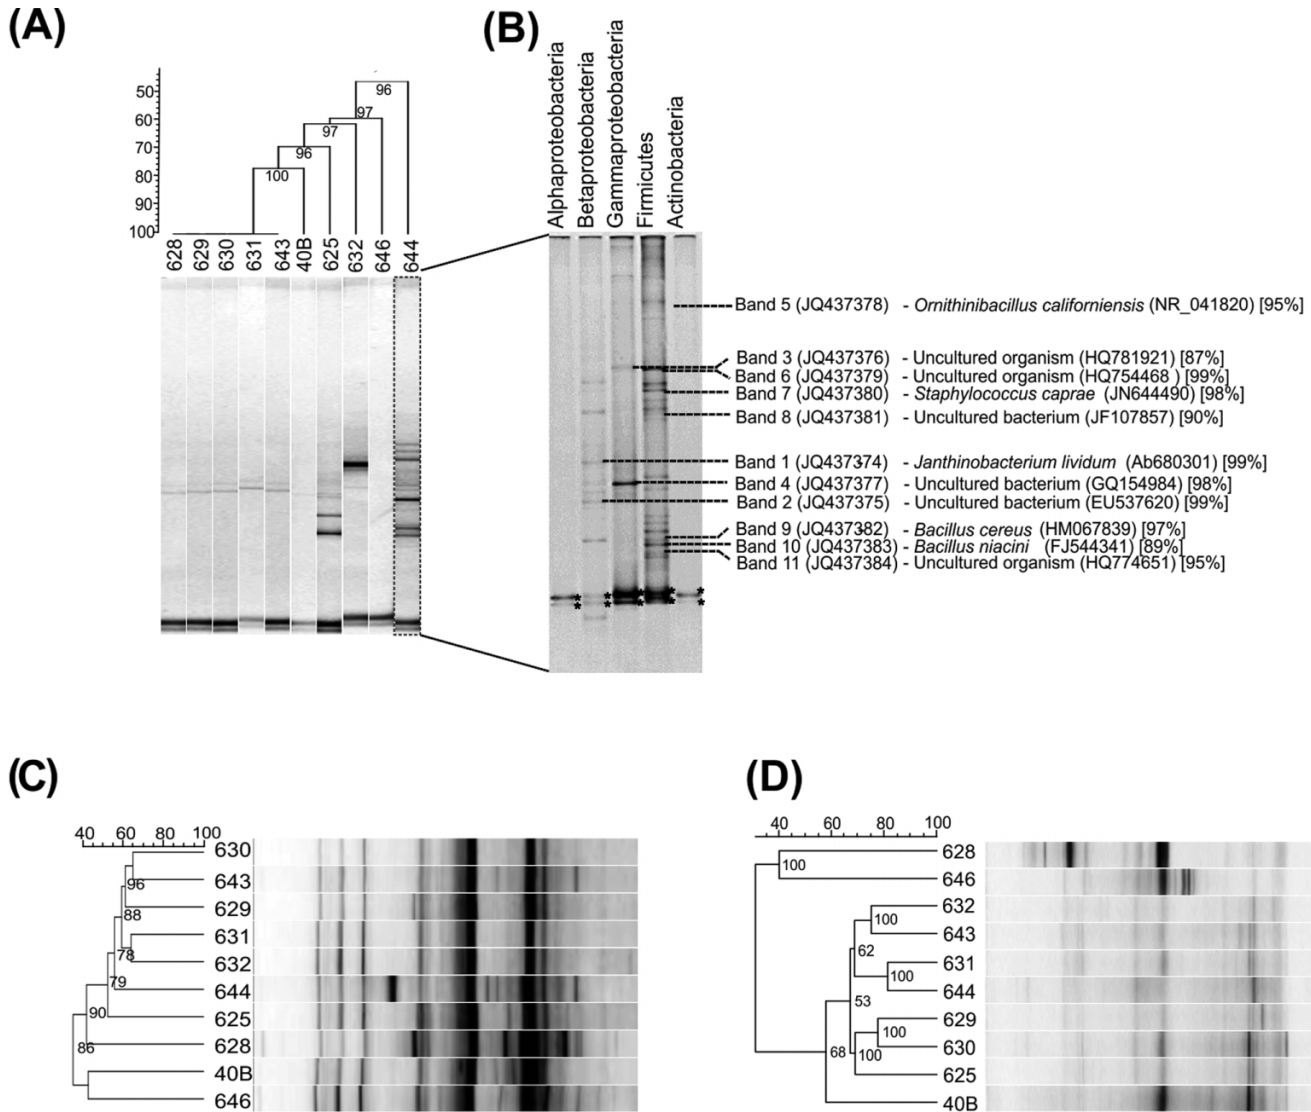 (A)
(B)
Alphaproteobacteria
Betaproteobacteria
Gammaproteobacteria
Firmicutes
Actinobacteria
50
60
70
80
90
100
96
97
97
96
100
628
629
630
631
643
40B
625
632
646
644
Band 5 (JQ437378) - Ornithinibacillus californiensis (NR_041820) [95%]
Band 3 (JQ437376) - Uncultured organism (HQ781921) [87%]
Band 6 (JQ437379) - Uncultured organism (HQ754468 ) [99%]
Band 7 (JQ437380) - Staphylococcus caprae (JN644490) [98%]
Band 8 (JQ437381) - Uncultured bacterium (JF107857) [90%]
Band 1 (JQ437374) - Janthinobacterium lividum (Ab680301) [99%]
Band 4 (JQ437377) - Uncultured bacterium (GQ154984) [98%]
Band 2 (JQ437375) - Uncultured bacterium (EU537620) [99%]
Band 9 (JQ437382) - Bacillus cereus (HM067839) [97%]
Band 10 (JQ437383) - Bacillus niacini (FJ544341) [89%]
Band 11 (JQ437384) - Uncultured organism (HQ774651) [95%]
* *
* *
* *
* *
* *
(C)
40 60 80 100
630
643
629
631
632
644
625
628
40B
646
96
88
78
79
90
86
(D)
40 60 80 100
628
646
632
643
631
644
629
630
625
40B
100
100
62
100
53
100
68
100